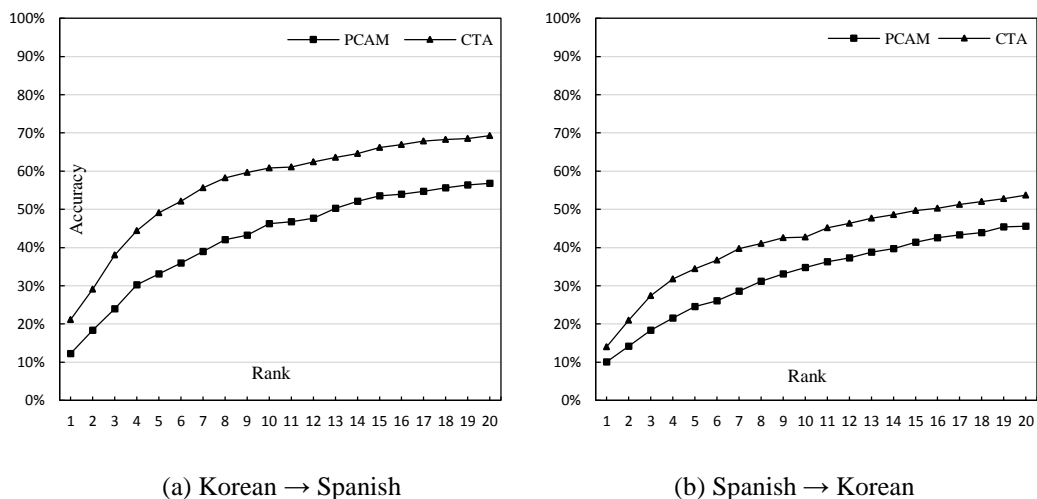 100%
90%
80%
70%
60%
50%
40%
30%
20%
10%
0%
PCAM CTA
Accuracy
Rank
1 2 3 4 5 6 7 8 9 10 11 12 13 14 15 16 17 18 19 20
(a) Korean → Spanish
100%
90%
80%
70%
60%
50%
40%
30%
20%
10%
0%
PCAM CTA
Rank
1 2 3 4 5 6 7 8 9 10 11 12 13 14 15 16 17 18 19 20
(b) Spanish → Korean